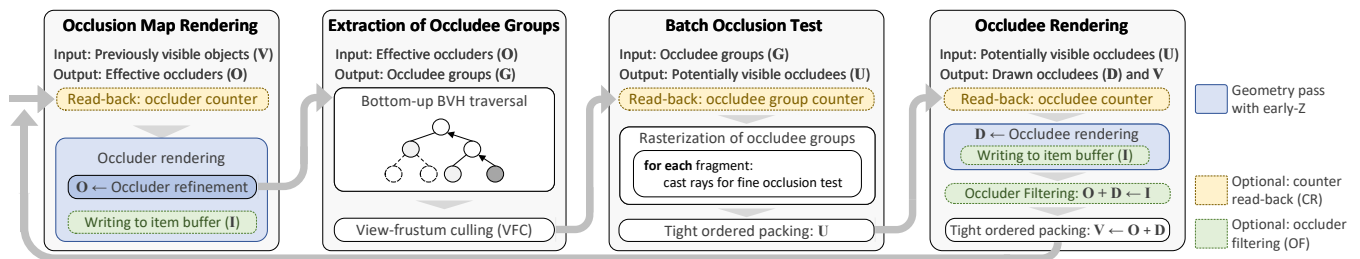 Occlusion Map Rendering
Input: Previously visible objects (V)
Output: Effective occluders (O)
Read-back: occluder counter
Occluder rendering
O ← Occluder refinement
Writing to item buffer (I)
Extraction of Occludee Groups
Input: Effective occluders (O)
Output: Occludee groups (G)
Bottom-up BVH traversal
View-frustum culling (VFC)
Batch Occlusion Test
Input: Occludee groups (G)
Output: Potentially visible occludees (U)
Read-back: occludee group counter
Rasterization of occludee groups
for each fragment:
cast rays for fine occlusion test
Tight ordered packing: U
Occludee Rendering
Input: Potentially visible occludees (U)
Output: Drawn occludees (D) and V
Read-back: occludee counter
D ← Occludee rendering
Writing to item buffer (I)
Occluder Filtering: O + D ← I
Tight ordered packing: V ← O + D
Geometry pass
with early-Z
Optional: counter
read-back (CR)
Optional: occluder
filtering (OF)